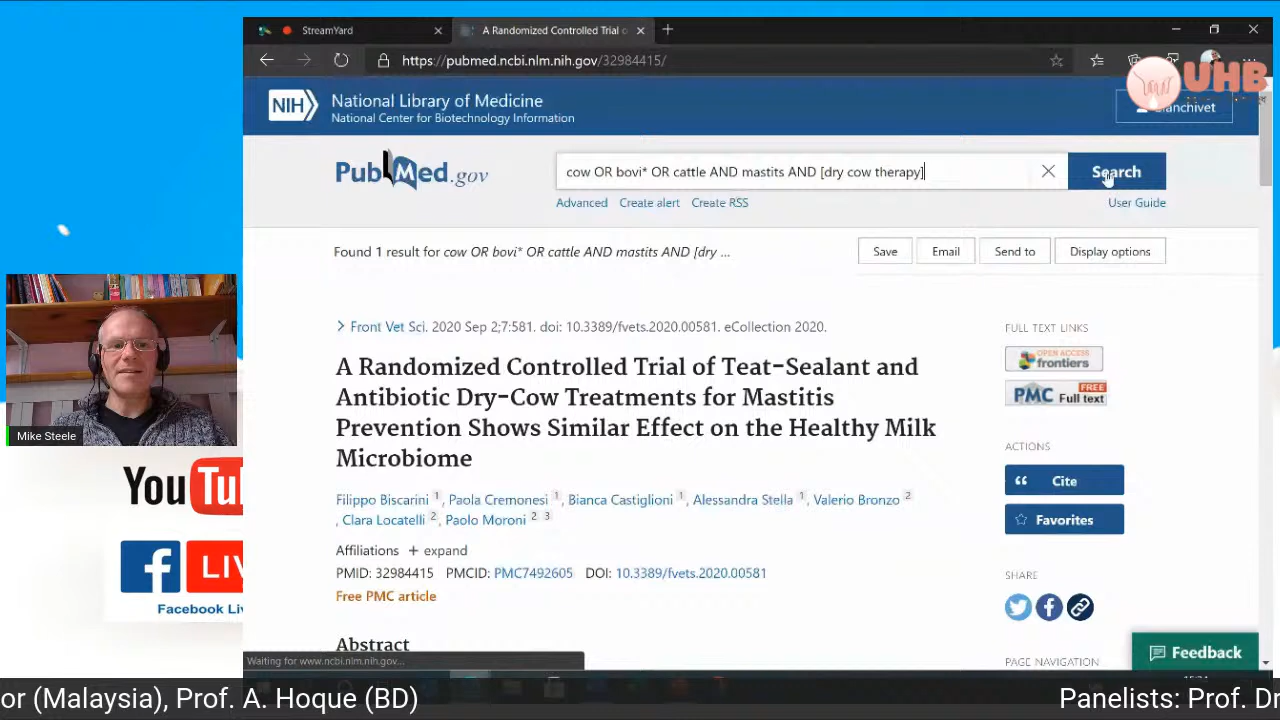 StreamYard
A Randomized Controlled Trial o
https://pubmed.ncbi.nlm.nih.gov/32984415/
UHB
NIH
National Library of Medicine
National Center for Biotechnology Information
PubMed.gov
cow OR bovi* OR cattle AND mastits AND [dry cow therapy]
Search
Advanced Create alert Create RSS
User Guide
Found 1 result for cow OR bovi* OR cattle AND mastits AND [dry ...
Save Email Send to Display options
Front Vet Sci. 2020 Sep 2;7:581. doi: 10.3389/fvets.2020.00581. eCollection 2020.
A Randomized Controlled Trial of Teat-Sealant and
Antibiotic Dry-Cow Treatments for Mastitis
Prevention Shows Similar Effect on the Healthy Milk
Microbiome
Filippo Biscarini 1, Paola Cremonesi 1, Bianca Castiglioni 1, Alessandra Stella 1, Valerio Bronzo 2
, Clara Locatelli 2, Paolo Moroni 2 3
Affiliations + expand
PMID: 32984415 PMCID: PMC7492605 DOI: 10.3389/fvets.2020.00581
Free PMC article
Abstract
FULL TEXT LINKS
OPEN ACCESS
frontiers
PMC FREE
Full text
ACTIONS
Cite
Favorites
SHARE
PAGE NAVIGATION
Feedback
Waiting for www.ncbi.nlm.nih.gov...
Mike Steele
You Tu
LIV
Facebook Liv
or (Malaysia), Prof. A. Hoque (BD)
Panelists: Prof. Dr